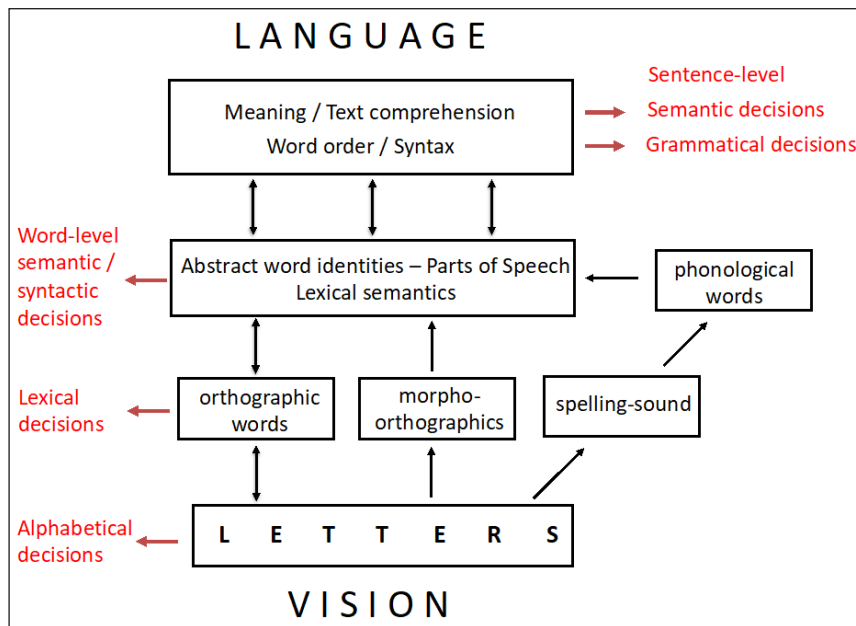 LANGUAGE
Meaning / Text comprehension
Word order / Syntax
Sentence-level
Semantic decisions
Grammatical decisions
Word-level
semantic /
syntactic
decisions
Abstract word identities – Parts of Speech
Lexical semantics
phonological
words
Lexical
decisions
orthographic
words
morpho-
orthographics
spelling-sound
Alphabetical
decisions
L E T T E R S
VISION